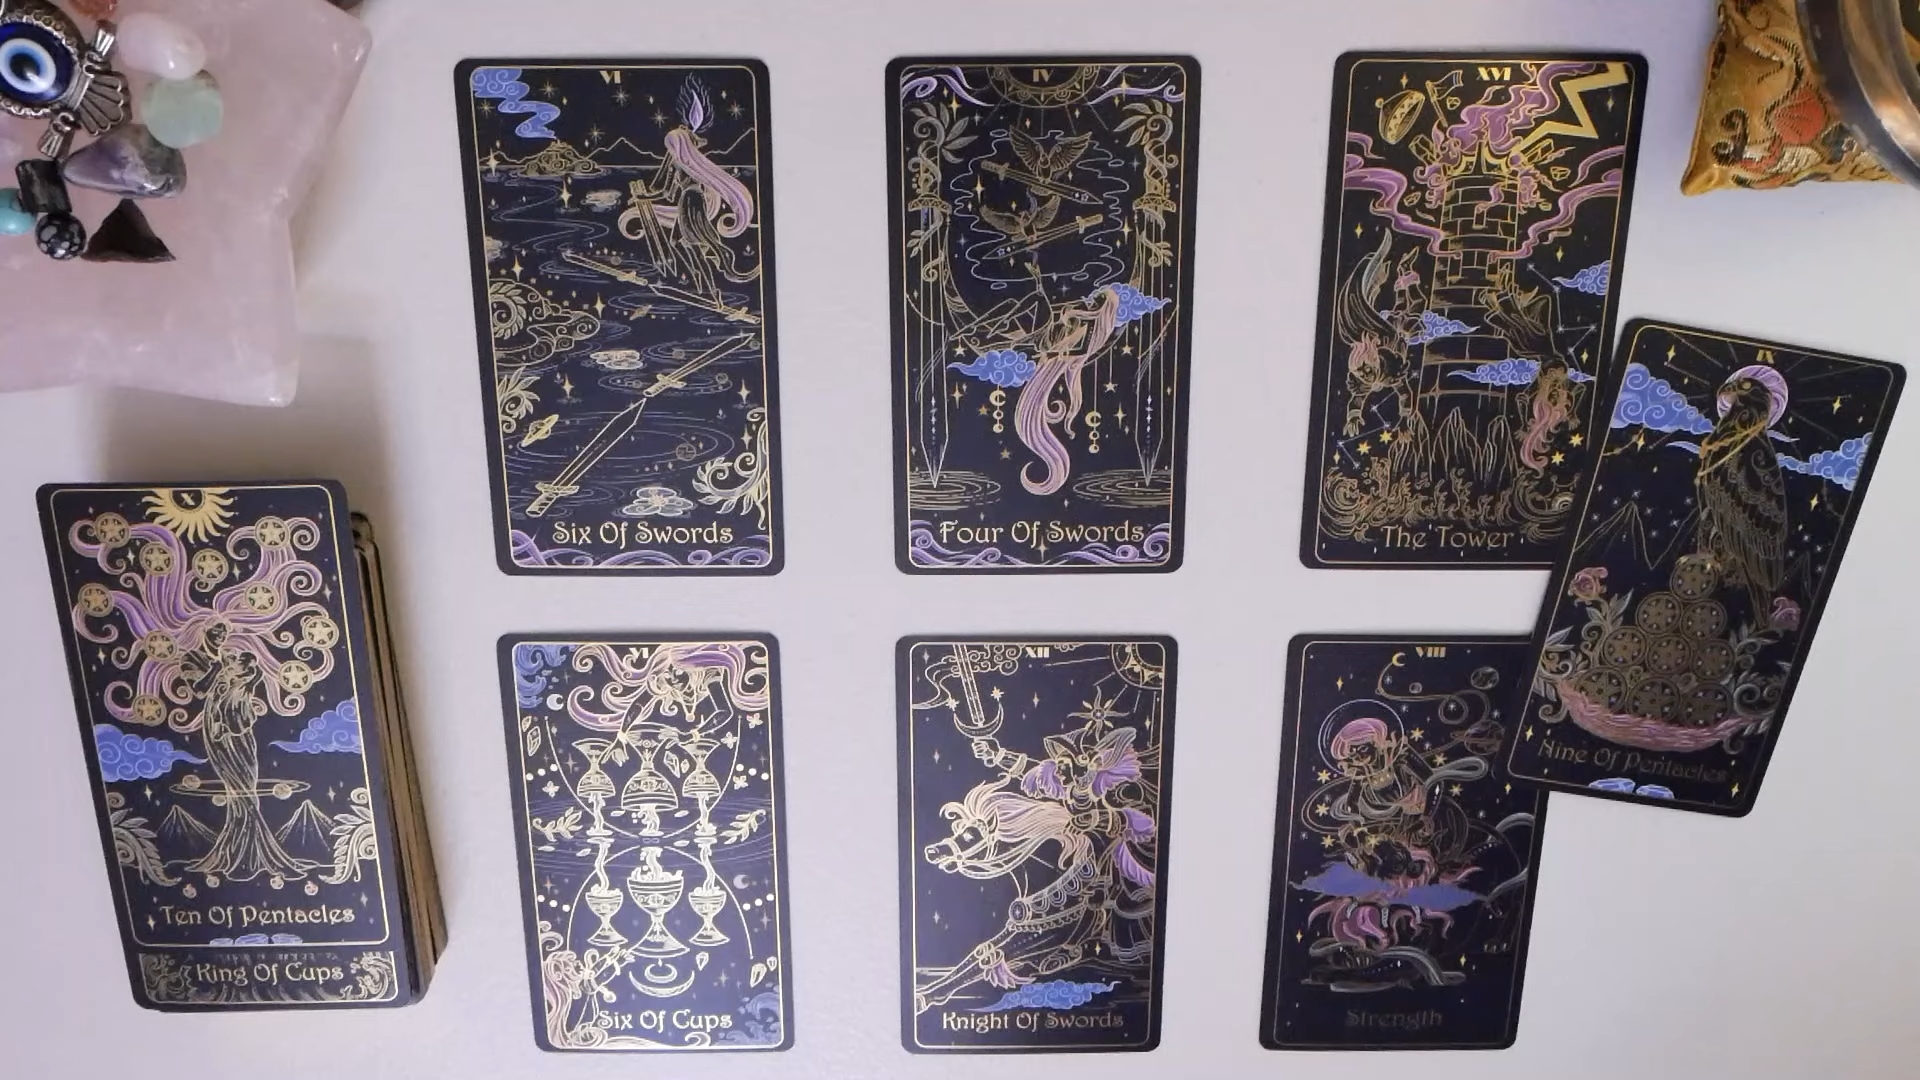 VI
Six Of Swords
IV
Four Of Swords
XVI
The Tower
IX
Nine Of Pentacles
X
Ten Of Pentacles
King Of Cups
VI
Six Of Cups
XII
Knight Of Swords
VIII
Strength